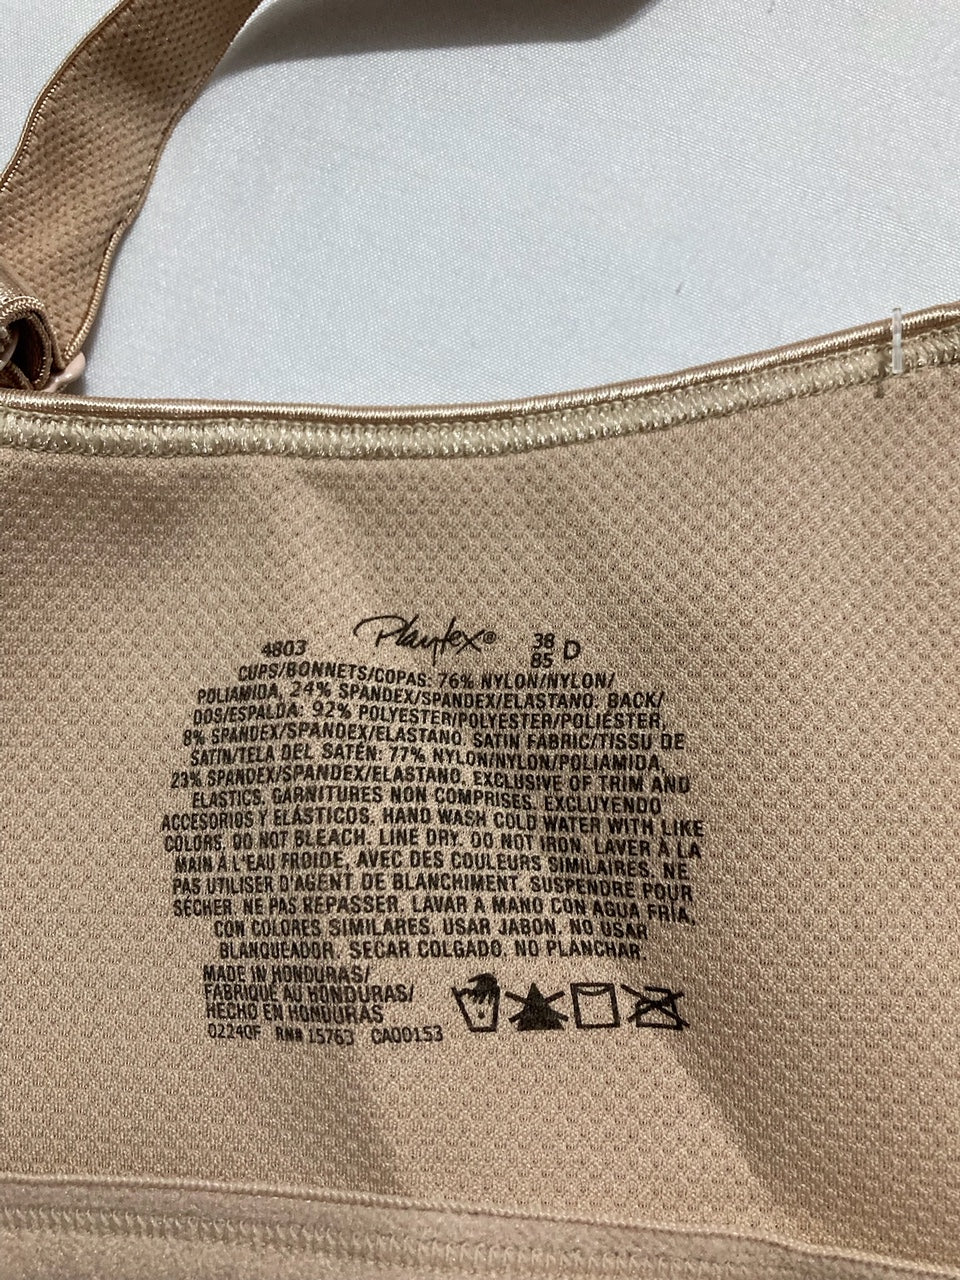 4803 Playtex® 38 85 D
CUPS/BONNETS/COPAS: 76% NYLON/NYLON/
POLIAMIDA, 24% SPANDEX/SPANDEX/ELASTANO. BACK/
DOS/ESPALDA: 92% POLYESTER/POLYESTER/POLIÉSTER,
8% SPANDEX/SPANDEX/ELASTANO. SATIN FABRIC/TISSU DE
SATIN/TELA DEL SATÉN: 77% NYLON/NYLON/POLIAMIDA,
23% SPANDEX/SPANDEX/ELASTANO. EXCLUSIVE OF TRIM AND
ELASTICS. GARNITURES NON COMPRISES. EXCLUYENDO
ACCESORIOS Y ELÁSTICOS. HAND WASH COLD WATER WITH LIKE
COLORS. DO NOT BLEACH. LINE DRY. DO NOT IRON. LAVER À LA
MAIN À L'EAU FROIDE, AVEC DES COULEURS SIMILAIRES. NE
PAS UTILISER D'AGENT DE BLANCHIMENT. SUSPENDRE POUR
SÉCHER. NE PAS REPASSER. LAVAR A MANO CON AGUA FRÍA,
CON COLORES SIMILARES. USAR JABON. NO USAR
BLANQUEADOR. SECAR COLGADO. NO PLANCHAR.
MADE IN HONDURAS/
FABRIQUÉ AU HONDURAS/
HECHO EN HONDURAS
02240F RN# 15763 CA00153